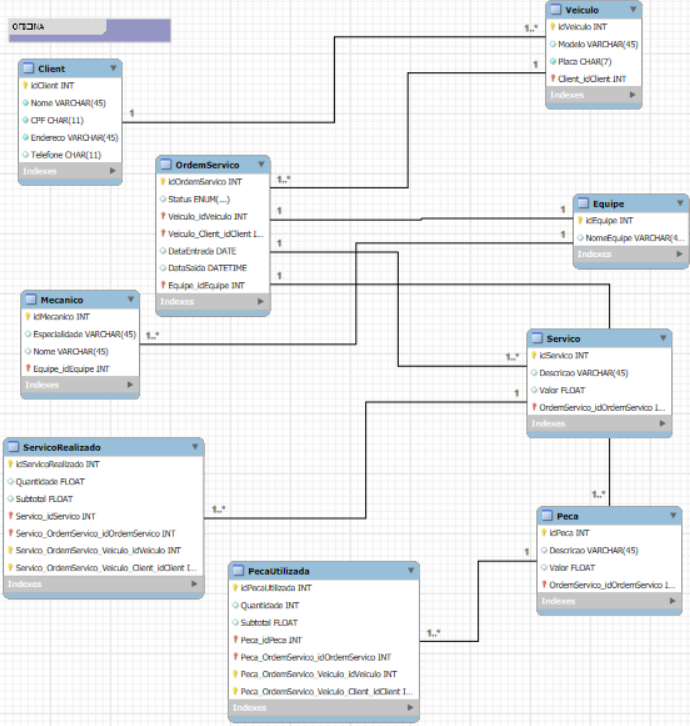 OFICINA
Veiculo
idVeiculo INT
Modelo VARCHAR(45)
Placa CHAR(7)
Client_idClient INT
Indexes
1..*
1
Client
idClient INT
Nome VARCHAR(45)
CPF CHAR(11)
Endereco VARCHAR(45)
Telefone CHAR(11)
Indexes
1
OrdemServico
idOrdemServico INT
Status ENUM(...)
Veiculo_idVeiculo INT
Veiculo_Client_idClient I...
DataEntrada DATE
DataSaida DATETIME
Equipe_idEquipe INT
Indexes
1..*
1
1
1
Equipe
idEquipe INT
NomeEquipe VARCHAR(4...
Indexes
1
1
Mecanico
idMecanico INT
Especialidade VARCHAR(45)
Nome VARCHAR(45)
Equipe_idEquipe INT
Indexes
1..*
Servico
idServico INT
Descricao VARCHAR(45)
Valor FLOAT
OrdemServico_idOrdemServico I...
Indexes
1..*
1
ServicoRealizado
idServicoRealizado INT
Quantidade FLOAT
Subtotal FLOAT
Servico_idServico INT
Servico_OrdemServico_idOrdemServico INT
Servico_OrdemServico_Veiculo_idVeiculo INT
Servico_OrdemServico_Veiculo_Client_idClient I...
Indexes
1..*
Peca
idPeca INT
Descricao VARCHAR(45)
Valor FLOAT
OrdemServico_idOrdemServico I...
Indexes
1..*
1
PecaUtilizada
idPecaUtilizada INT
Quantidade INT
Subtotal FLOAT
Peca_idPeca INT
Peca_OrdemServico_idOrdemServico INT
Peca_OrdemServico_Veiculo_idVeiculo INT
Peca_OrdemServico_Veiculo_Client_idClient I...
Indexes
1..*